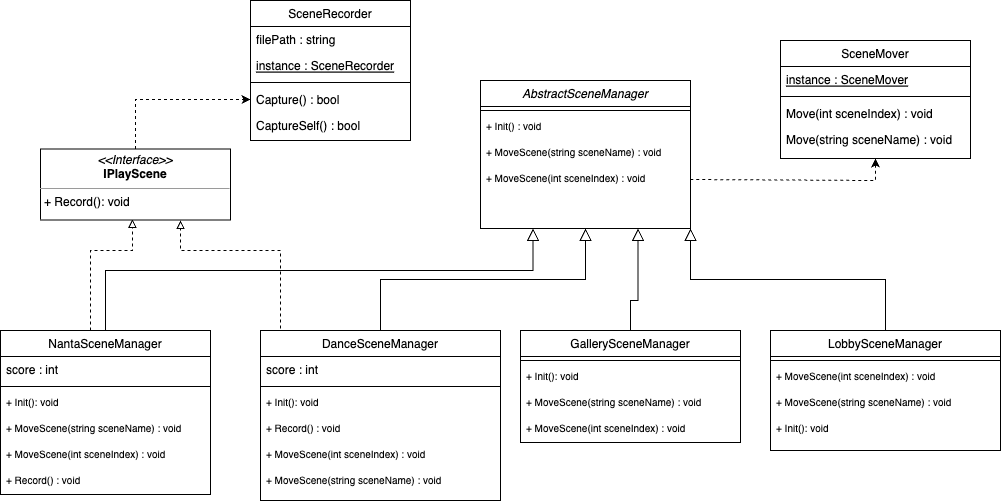 SceneRecorder
filePath : string
instance : SceneRecorder
Capture() : bool
CaptureSelf() : bool
SceneMover
instance : SceneMover
Move(int sceneIndex) : void
Move(string sceneName) : void
AbstractSceneManager
+ Init() : void
+ MoveScene(string sceneName) : void
+ MoveScene(int sceneIndex) : void
<<Interface>>
IPlayScene
+ Record(): void
NantaSceneManager
score : int
+ Init(): void
+ MoveScene(string sceneName) : void
+ MoveScene(int sceneIndex) : void
+ Record() : void
DanceSceneManager
score : int
+ Init(): void
+ Record() : void
+ MoveScene(int sceneIndex) : void
+ MoveScene(string sceneName) : void
GallerySceneManager
+ Init(): void
+ MoveScene(string sceneName) : void
+ MoveScene(int sceneIndex) : void
LobbySceneManager
+ MoveScene(int sceneIndex) : void
+ MoveScene(string sceneName) : void
+ Init(): void